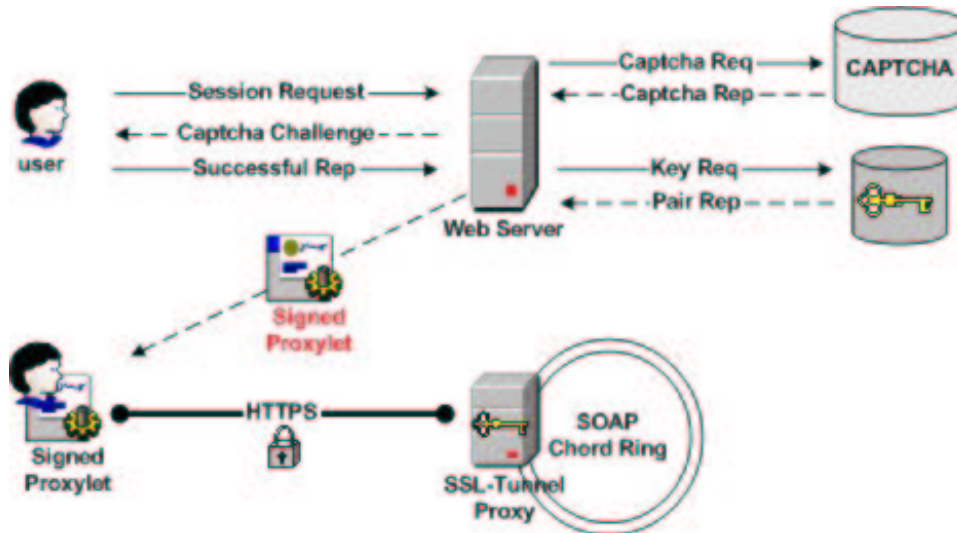 Captcha Req
CAPTCHA
Session Request
Captcha Rep
Captcha Challenge
user
Successful Rep
Key Req
Pair Rep
Web Server
Signed
Proxylet
HTTPS
SOAP
Chord Ring
Signed
Proxylet
SSL-Tunnel
Proxy